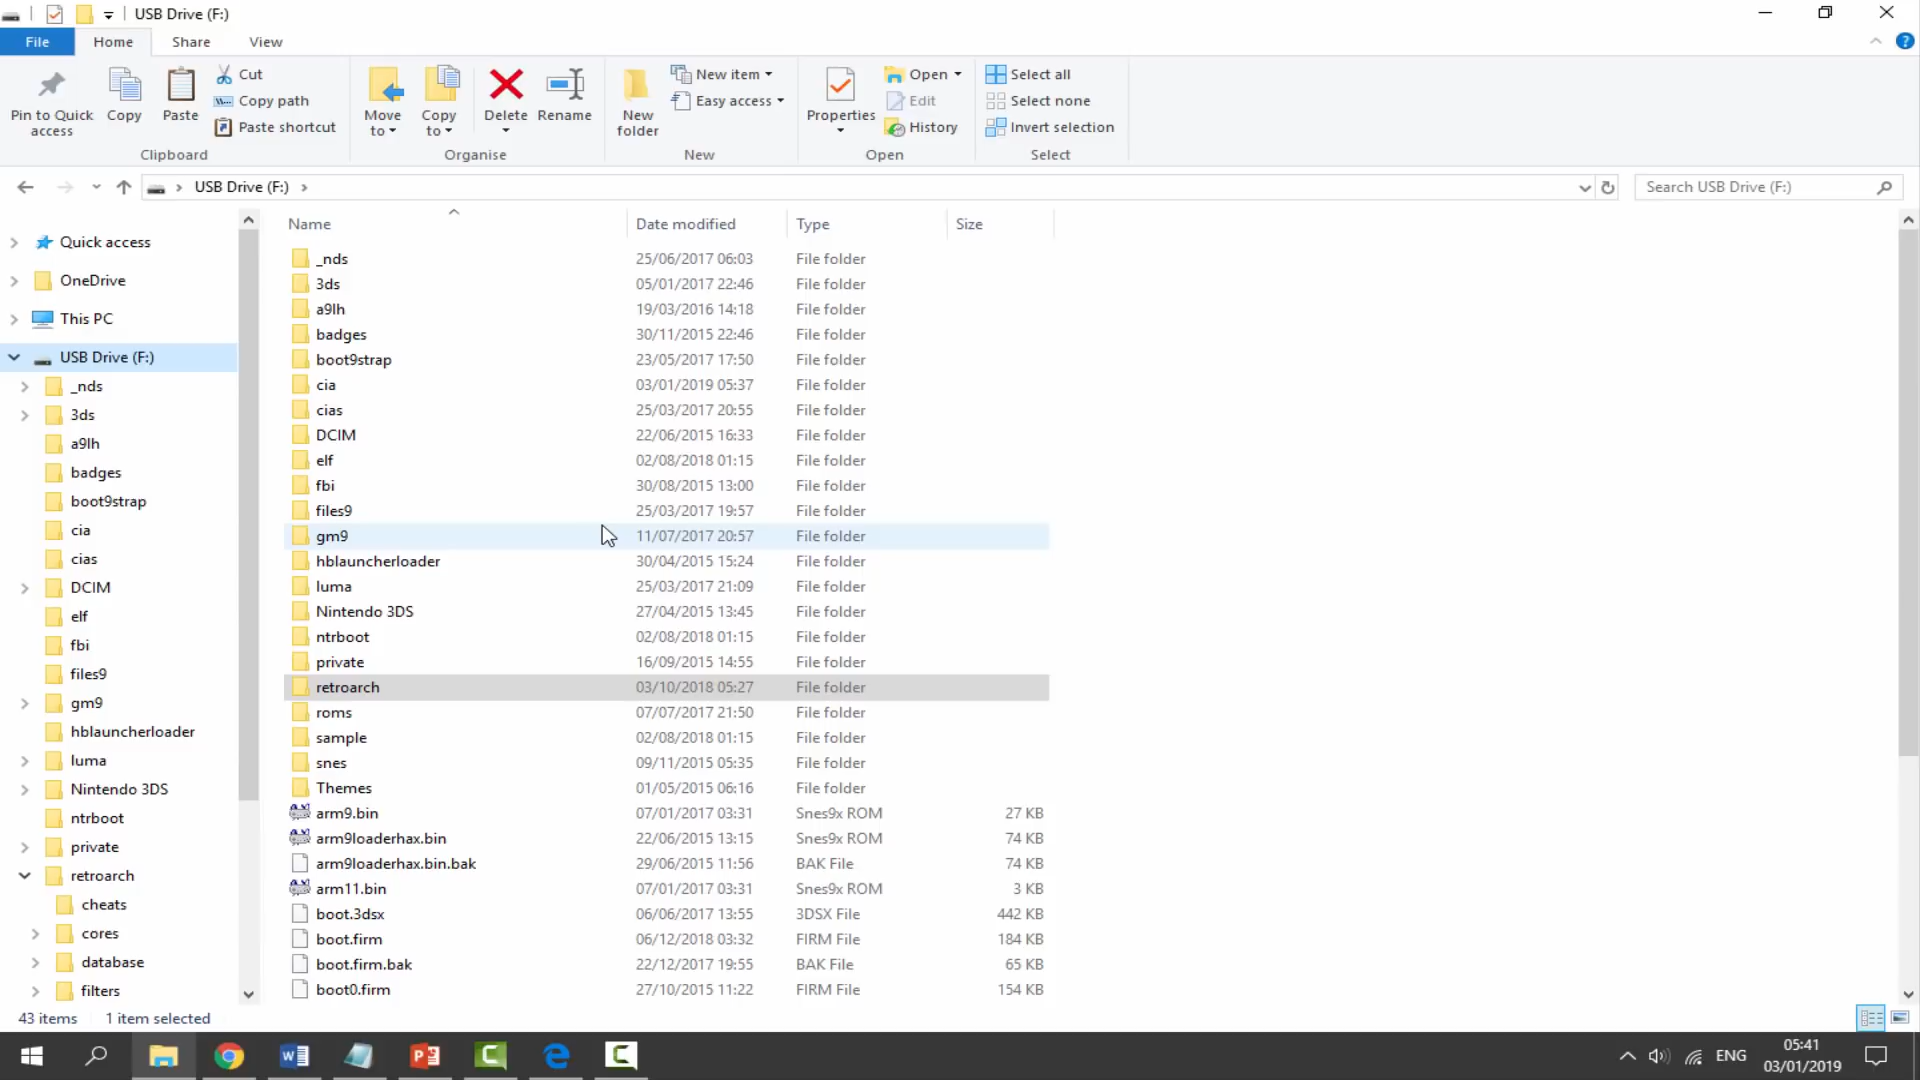 USB Drive (F:)
File Home Share View
Pin to Quick access
Copy
Paste
Cut
Copy path
Paste shortcut
Clipboard
Move to
Copy to
Delete
Rename
Organise
New folder
New item
Easy access
New
Properties
Open
Edit
History
Open
Select all
Select none
Invert selection
Select
USB Drive (F:)
Search USB Drive (F:)
Quick access
OneDrive
This PC
USB Drive (F:)
_nds
3ds
a9lh
badges
boot9strap
cia
cias
DCIM
elf
fbi
files9
gm9
hblauncherloader
luma
Nintendo 3DS
ntrboot
private
retroarch
cheats
cores
database
filters
Name Date modified Type Size
_nds 25/06/2017 06:03 File folder
3ds 05/01/2017 22:46 File folder
a9lh 19/03/2016 14:18 File folder
badges 30/11/2015 22:46 File folder
boot9strap 23/05/2017 17:50 File folder
cia 03/01/2019 05:37 File folder
cias 25/03/2017 20:55 File folder
DCIM 22/06/2015 16:33 File folder
elf 02/08/2018 01:15 File folder
fbi 30/08/2015 13:00 File folder
files9 25/03/2017 19:57 File folder
gm9 11/07/2017 20:57 File folder
hblauncherloader 30/04/2015 15:24 File folder
luma 25/03/2017 21:09 File folder
Nintendo 3DS 27/04/2015 13:45 File folder
ntrboot 02/08/2018 01:15 File folder
private 16/09/2015 14:55 File folder
retroarch 03/10/2018 05:27 File folder
roms 07/07/2017 21:50 File folder
sample 02/08/2018 01:15 File folder
snes 09/11/2015 05:35 File folder
Themes 01/05/2015 06:16 File folder
arm9.bin 07/01/2017 03:31 Snes9x ROM 27 KB
arm9loaderhax.bin 22/06/2015 13:15 Snes9x ROM 74 KB
arm9loaderhax.bin.bak 29/06/2015 11:56 BAK File 74 KB
arm11.bin 07/01/2017 03:31 Snes9x ROM 3 KB
boot.3dsx 06/06/2017 13:55 3DSX File 442 KB
boot.firm 06/12/2018 03:32 FIRM File 184 KB
boot.firm.bak 22/12/2017 19:55 BAK File 65 KB
boot0.firm 27/10/2015 11:22 FIRM File 154 KB
43 items 1 item selected
ENG
05:41
03/01/2019